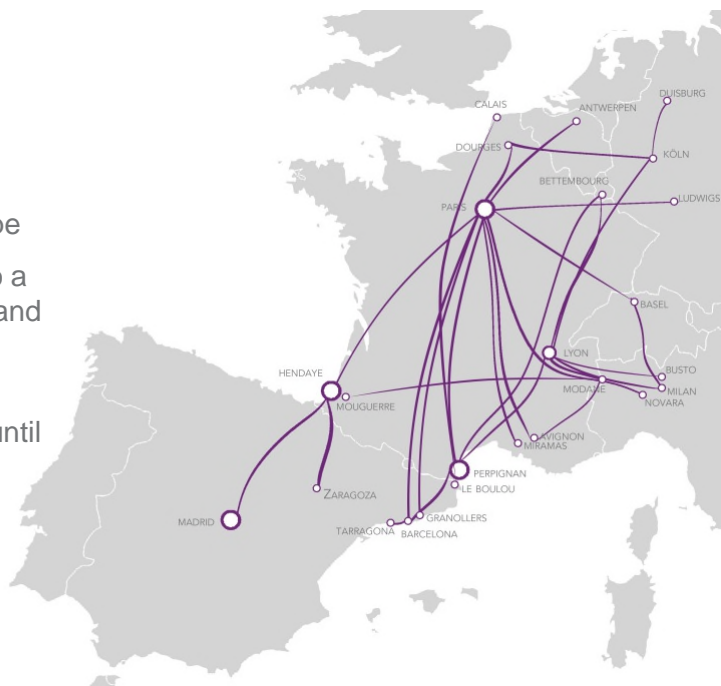 CALAIS
DUISBURG
ANTWERPEN
DOURGES
KÖLN
BETTEMBOURG
PARIS
LUDWIGS
BASEL
LYON
BUSTO
MODANE
MILAN
NOVARA
HENDAYE
MOUGUERRE
AVIGNON
MIRAMAS
PERPIGNAN
LE BOULOU
ZARAGOZA
MADRID
GRANOLLERS
TARRAGONA
BARCELONA
a
and
until